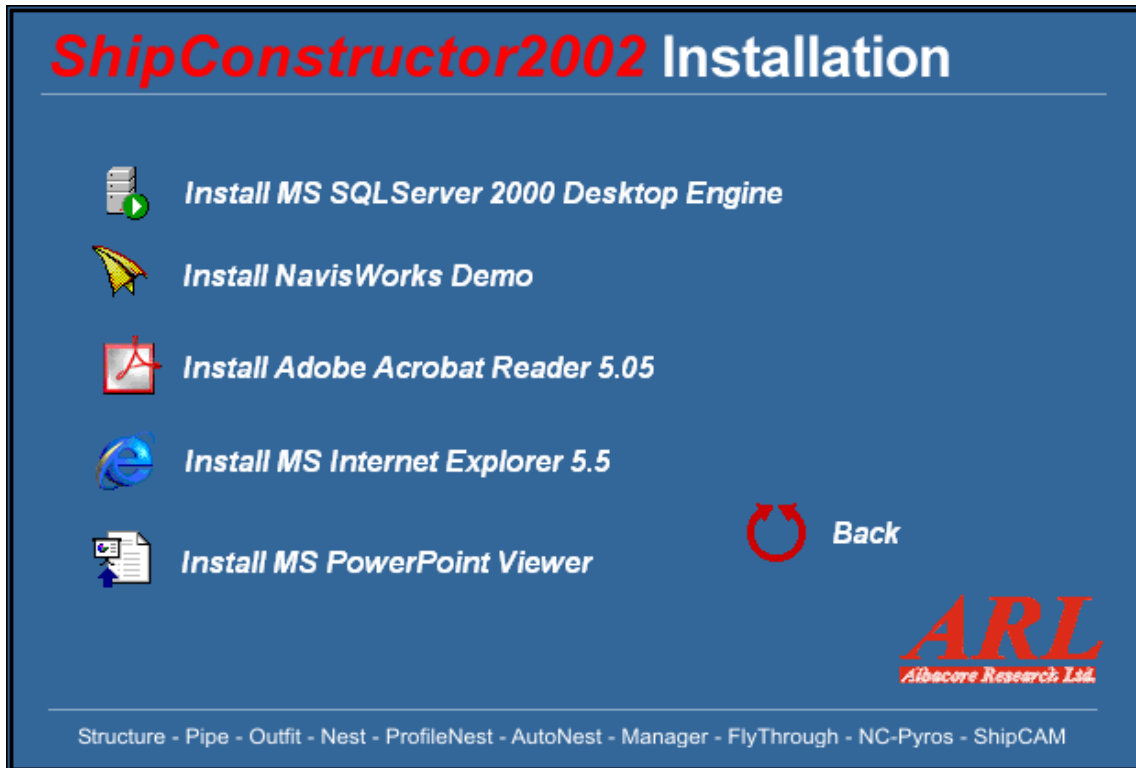 ShipConstructor2002 Installation
Install MS SQLServer 2000 Desktop Engine
Install NavisWorks Demo
Install Adobe Acrobat Reader 5.05
Install MS Internet Explorer 5.5
Back
Install MS PowerPoint Viewer
ARL
Albacore Research Ltd.
Structure - Pipe - Outfit - Nest - ProfileNest - AutoNest - Manager - FlyThrough - NC-Pyros - ShipCAM